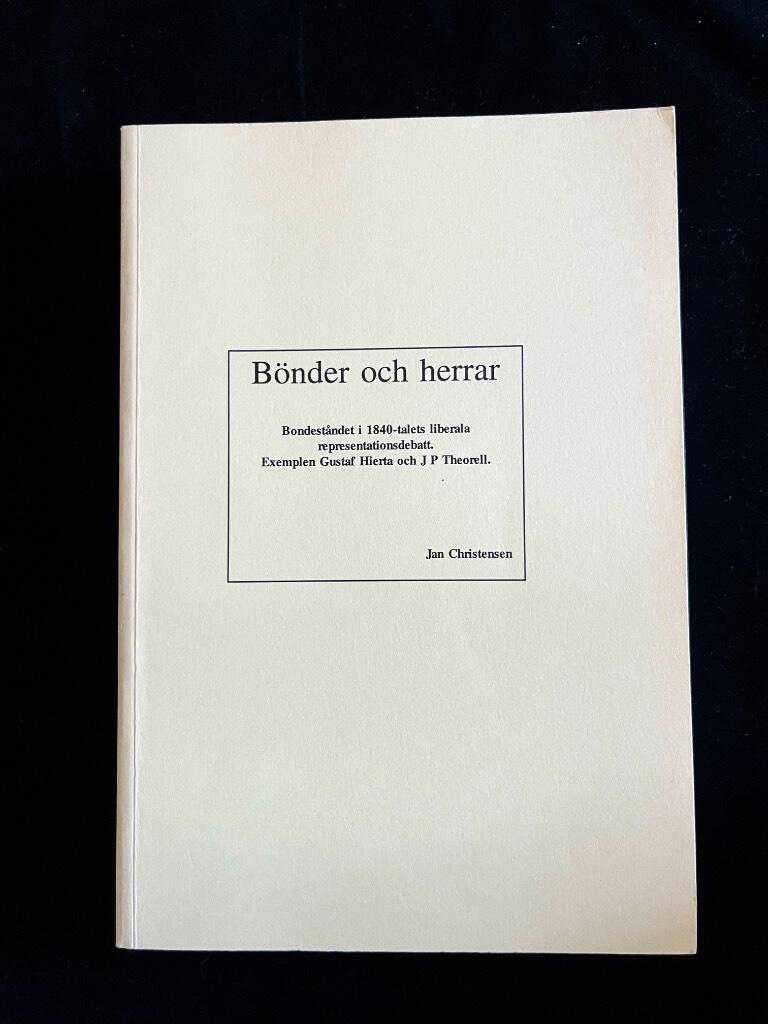 Bönder och herrar
Bondeståndet i 1840-talets liberala
representationsdebatt.
Exemplen Gustaf Hierta och J P Theorell.
Jan Christensen